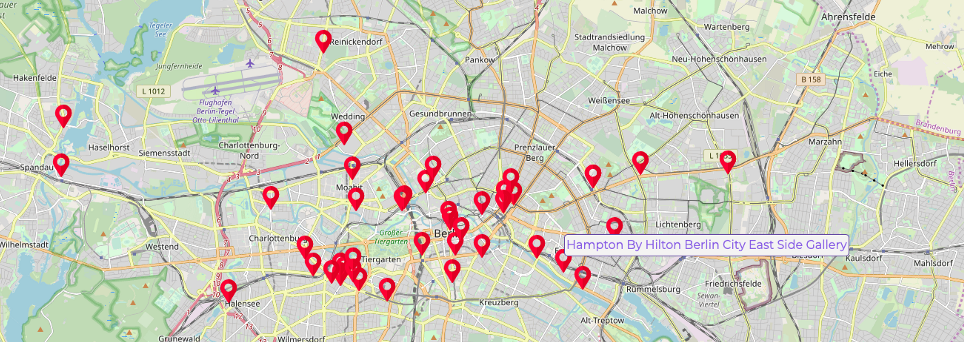 Malchow
Ahrensfelde
Wartenberg
Tegeler
See
Reinickendorf
Stadtrandsiedlung
Malchow
Mehrow
Pankow
Neu-Hohenschönhausen
Jungfernheide
Hakenfelde
Eiche
B 158
L 1012
Flughafen
Berlin-Tegel
Otto Lilienthal
Weißensee
Wedding
Gesundbrunnen
Alt-Hohenschönhausen
Brandenburg
Haselhorst
Siemensstadt
Charlottenburg-
Nord
Prenzlauer
Berg
Marzahn
Spandau
L 1
Hellersdorf
Moabit
Lichtenberg
Wilhelmstadt
Westend
Charlottenburg
Großer
Tiergarten
Berl
Hampton By Hilton Berlin City East Side Gallery
Tiergarten
Biesdorf
Kaulsdorf
Mahlsdorf
Friedrichsfelde
Rummelsburg
Sewan-
Viertel
Halensee
Kreuzberg
Alt-Treptow
Grunewald
Wilmersdorf